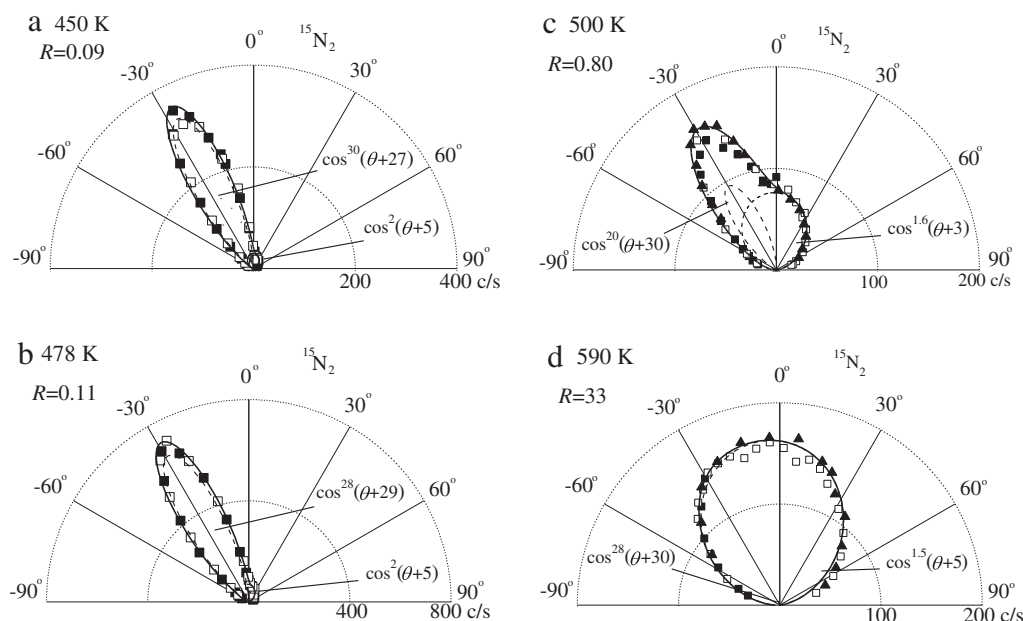 a 450 K
R=0.09
0°
¹⁵N₂
-30°
30°
-60°
60°
cos³⁰(θ+27)
cos²(θ+5)
-90°
90°
200
400 c/s
b 478 K
R=0.11
0°
¹⁵N₂
-30°
30°
-60°
60°
cos²⁸(θ+29)
cos²(θ+5)
-90°
90°
400
800 c/s
c 500 K
R=0.80
0°
¹⁵N₂
-30°
30°
-60°
60°
cos²⁰(θ+30)
cos¹·⁶(θ+3)
-90°
90°
100
200 c/s
d 590 K
R=33
0°
¹⁵N₂
-30°
30°
-60°
60°
cos²⁸(θ+30)
cos¹·⁵(θ+5)
-90°
90°
100
200 c/s